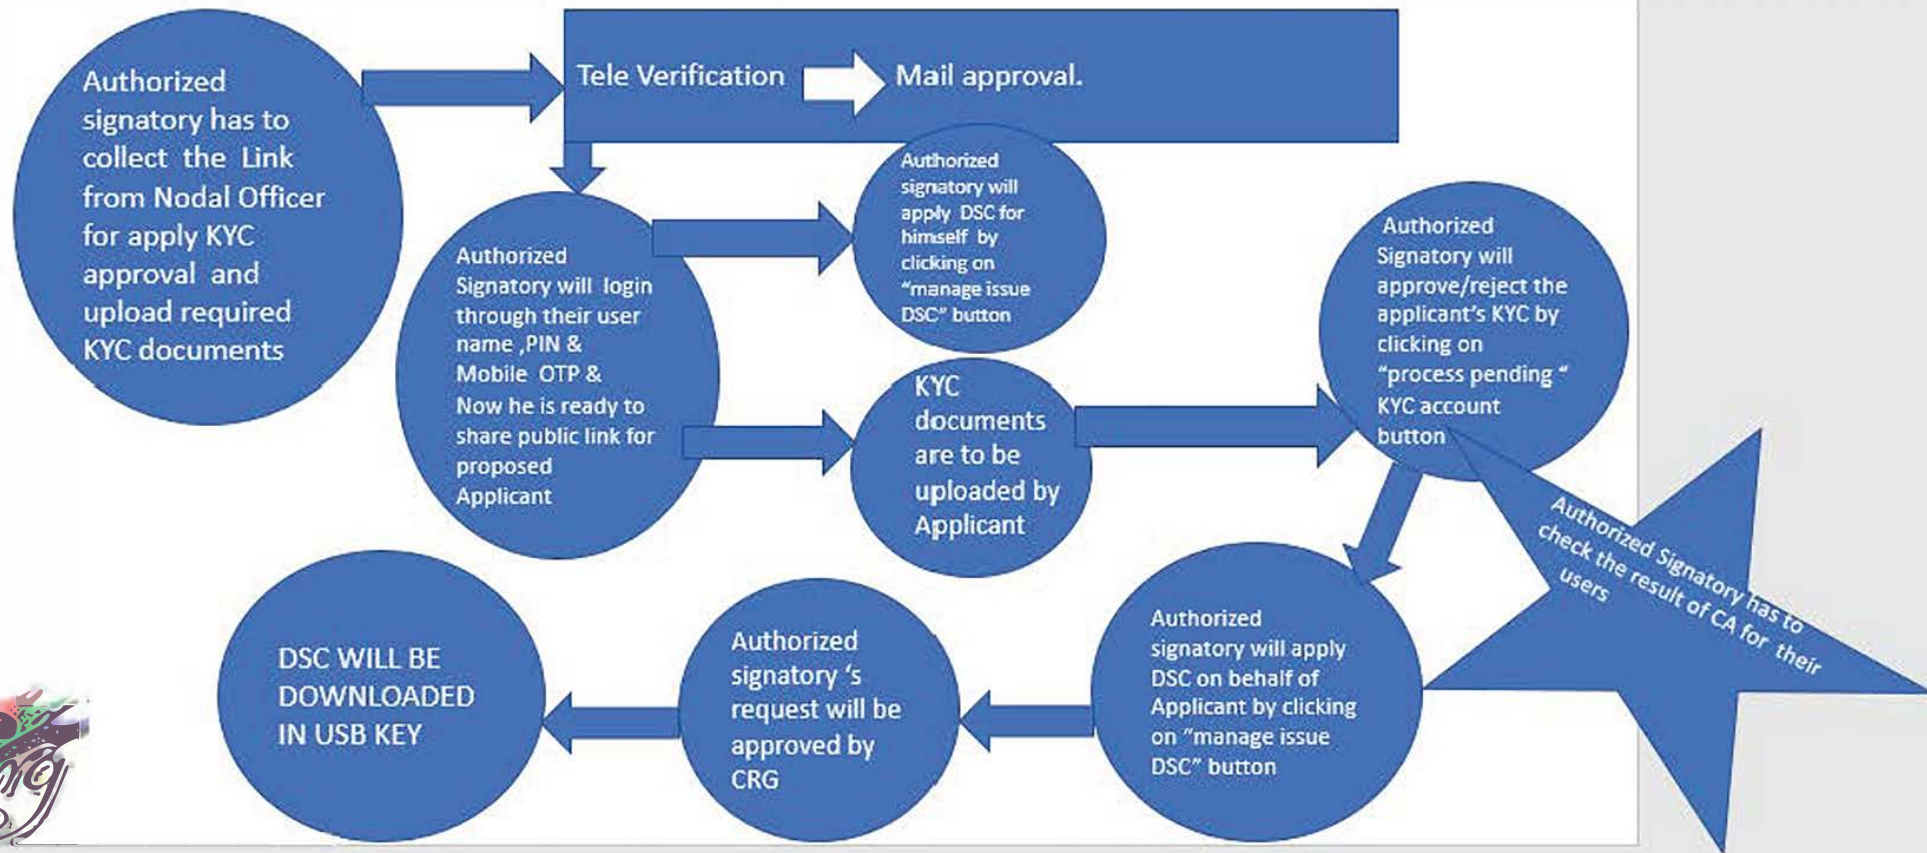 Authorized
signatory has to
collect the Link
from Nodal Officer
for apply KYC
approval and
upload required
KYC documents
Tele Verification
Mail approval.
Authorized
Signatory will login
through their user
name ,PIN &
Mobile OTP &
Now he is ready to
share public link for
proposed
Applicant
Authorized
signatory will
apply DSC for
himself by
clicking on
“manage issue
DSC” button
KYC
documents
are to be
uploaded by
Applicant
Authorized
Signatory will
approve/reject the
applicant’s KYC by
clicking on
“process pending “
KYC account
button
Authorized Signatory has to
check the result of CA for their
users
Authorized
signatory will apply
DSC on behalf of
Applicant by clicking
on “manage issue
DSC” button
Authorized
signatory ‘s
request will be
approved by
CRG
DSC WILL BE
DOWNLOADED
IN USB KEY